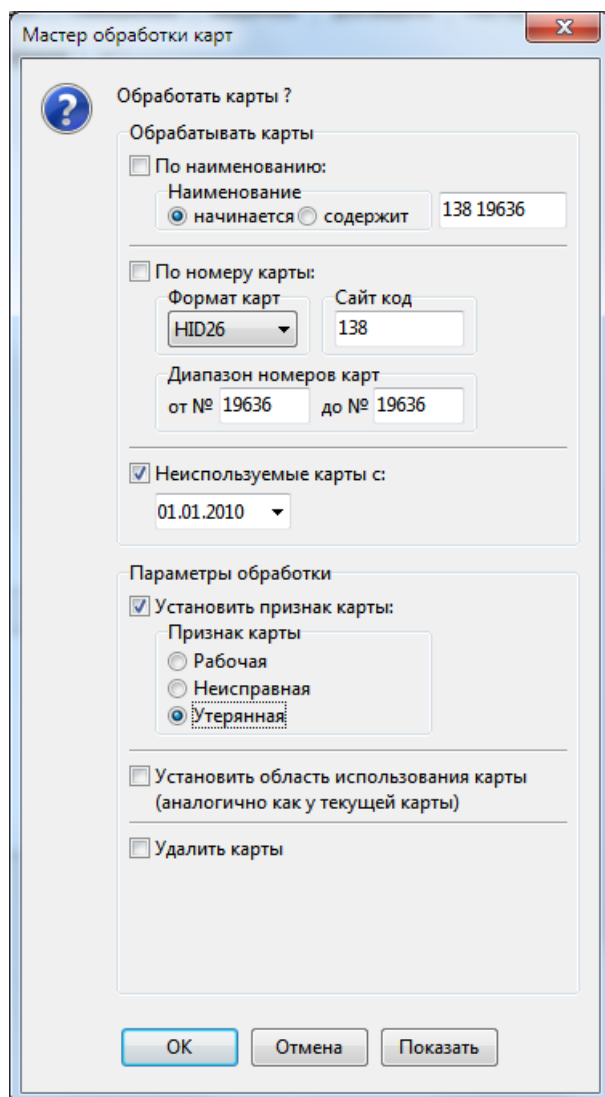 Мастер обработки карт
Обработать карты ?
Обрабатывать карты
По наименованию:
Наименование
начинается содержит 138 19636
По номеру карты:
Формат карт Сайт код
HID26 138
Диапазон номеров карт
от № 19636 до № 19636
Неиспользуемые карты с:
01.01.2010
Параметры обработки
Установить признак карты:
Признак карты
Рабочая
Неисправная
Утерянная
Установить область использования карты
(аналогично как у текущей карты)
Удалить карты
OK Отмена Показать